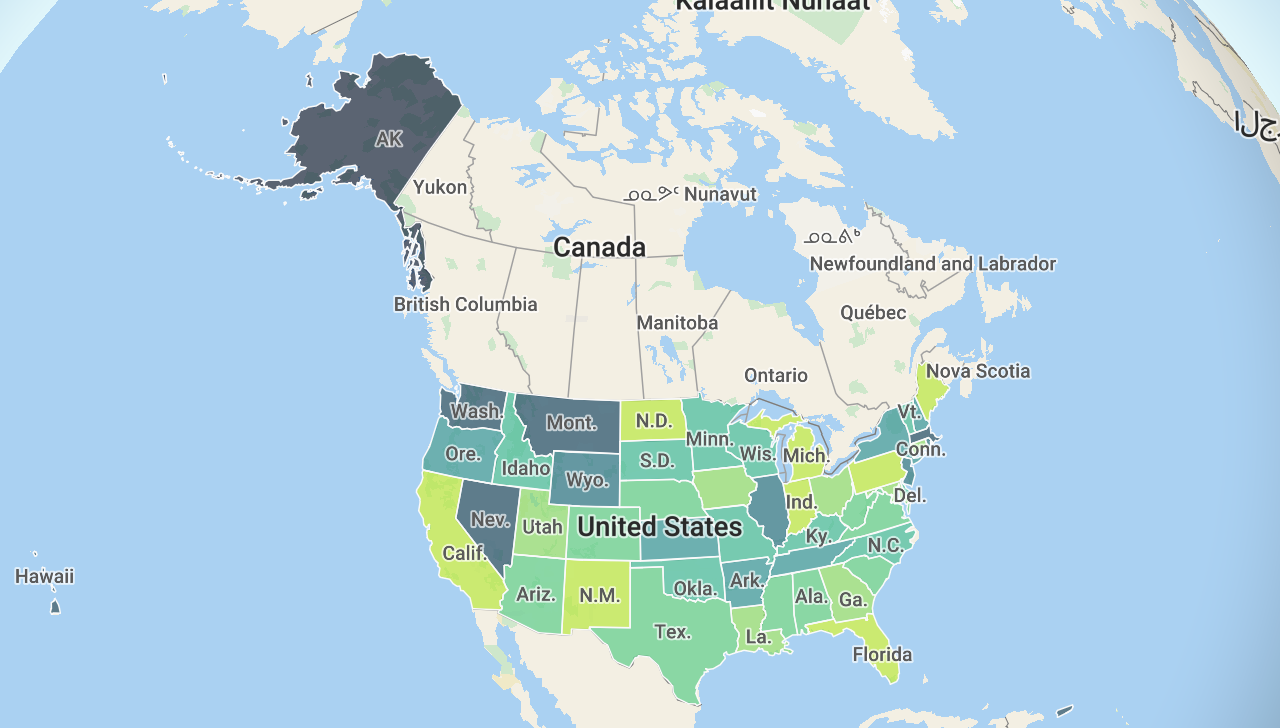 Kalaallit Nunaat
الج
AK
Yukon
ᓄᓇᕗᑦ Nunavut
Canada
ᓄᓇᕕᒃ
Newfoundland and Labrador
British Columbia
Québec
Manitoba
Ontario
Nova Scotia
Wash.
Mont.
N.D.
Minn.
Vt.
Ore.
Idaho
S.D.
Wis.
Mich.
Conn.
Wyo.
Ind.
Del.
Nev.
Utah
United States
Ky.
N.C.
Calif.
Hawaii
Ariz.
N.M.
Okla.
Ark.
Ala.
Ga.
Tex.
La.
Florida